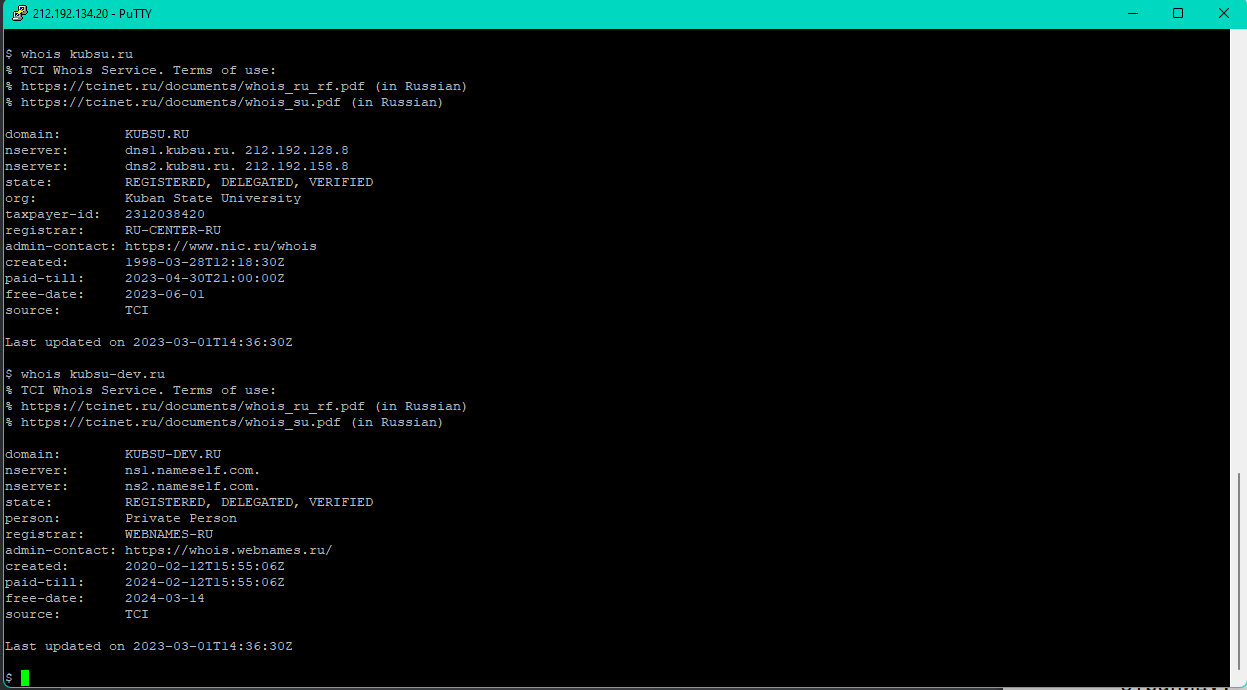 212.192.134.20 - PuTTY
$ whois kubsu.ru
% TCI Whois Service. Terms of use:
% https://tcinet.ru/documents/whois_ru_rf.pdf (in Russian)
% https://tcinet.ru/documents/whois_su.pdf (in Russian)
domain: KUBSU.RU
nserver: dns1.kubsu.ru. 212.192.128.8
nserver: dns2.kubsu.ru. 212.192.158.8
state: REGISTERED, DELEGATED, VERIFIED
org: Kuban State University
taxpayer-id: 2312038420
registrar: RU-CENTER-RU
admin-contact: https://www.nic.ru/whois
created: 1998-03-28T12:18:30Z
paid-till: 2023-04-30T21:00:00Z
free-date: 2023-06-01
source: TCI
Last updated on 2023-03-01T14:36:30Z
$ whois kubsu-dev.ru
% TCI Whois Service. Terms of use:
% https://tcinet.ru/documents/whois_ru_rf.pdf (in Russian)
% https://tcinet.ru/documents/whois_su.pdf (in Russian)
domain: KUBSU-DEV.RU
nserver: ns1.nameself.com.
nserver: ns2.nameself.com.
state: REGISTERED, DELEGATED, VERIFIED
person: Private Person
registrar: WEBNAMES-RU
admin-contact: https://whois.webnames.ru/
created: 2020-02-12T15:55:06Z
paid-till: 2024-02-12T15:55:06Z
free-date: 2024-03-14
source: TCI
Last updated on 2023-03-01T14:36:30Z
$